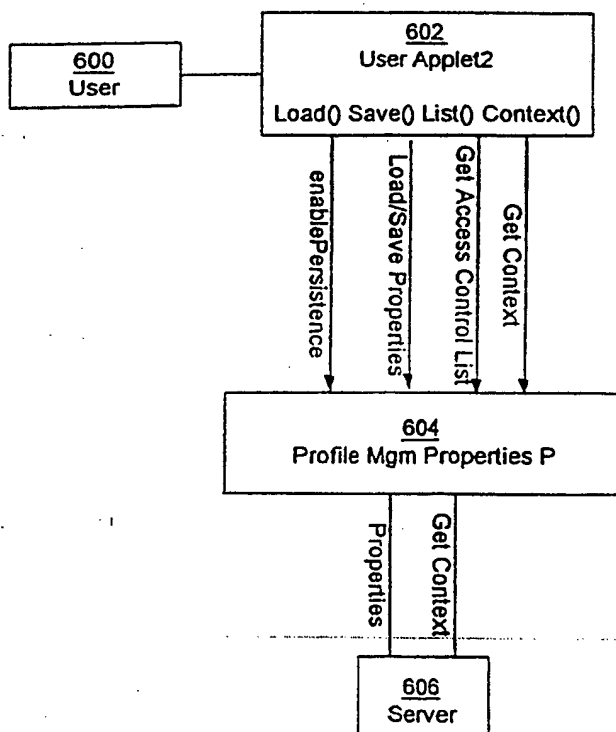 602
User Applet2
Load() Save() List() Context()
600
User
enablePersistence
Load/Save Properties
Get Access Control List
Get Context
604
Profile Mgm Properties P
Properties
Get Context
606
Server